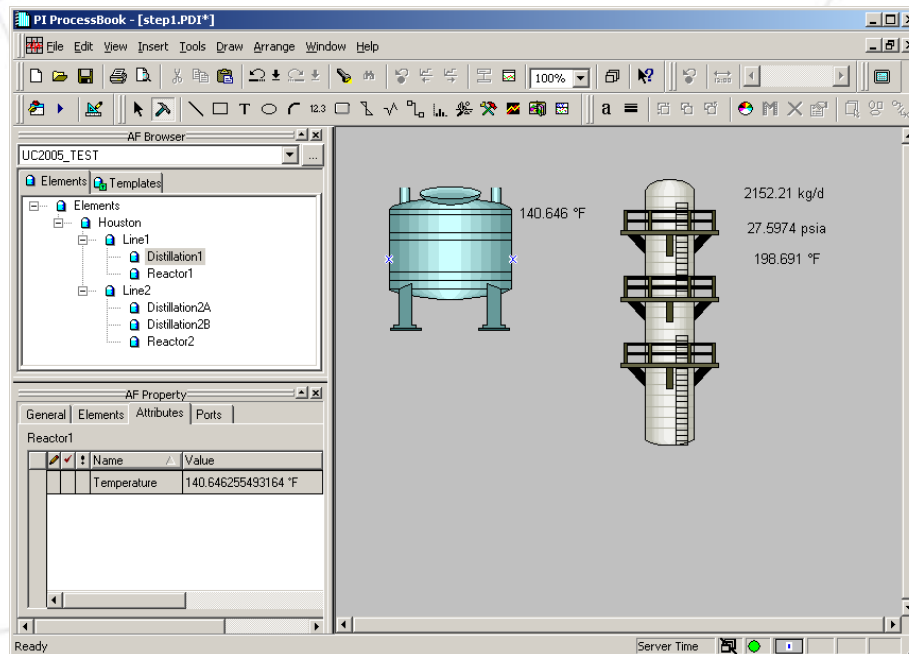 PI ProcessBook - [step1.PDI*]
File Edit View Insert Tools Draw Arrange Window Help
100%
T 123 a
AF Browser
UC2005_TEST
...
Elements Templates
Elements
Houston
Line1
Distillation1
Reactor1
Line2
Distillation2A
Distillation2B
Reactor2
140.646 °F
2152.21 kg/d
27.5974 psia
198.691 °F
AF Property
General Elements Attributes Ports
Reactor1
Name Value
Temperature 140.646255493164 °F
Ready
Server Time